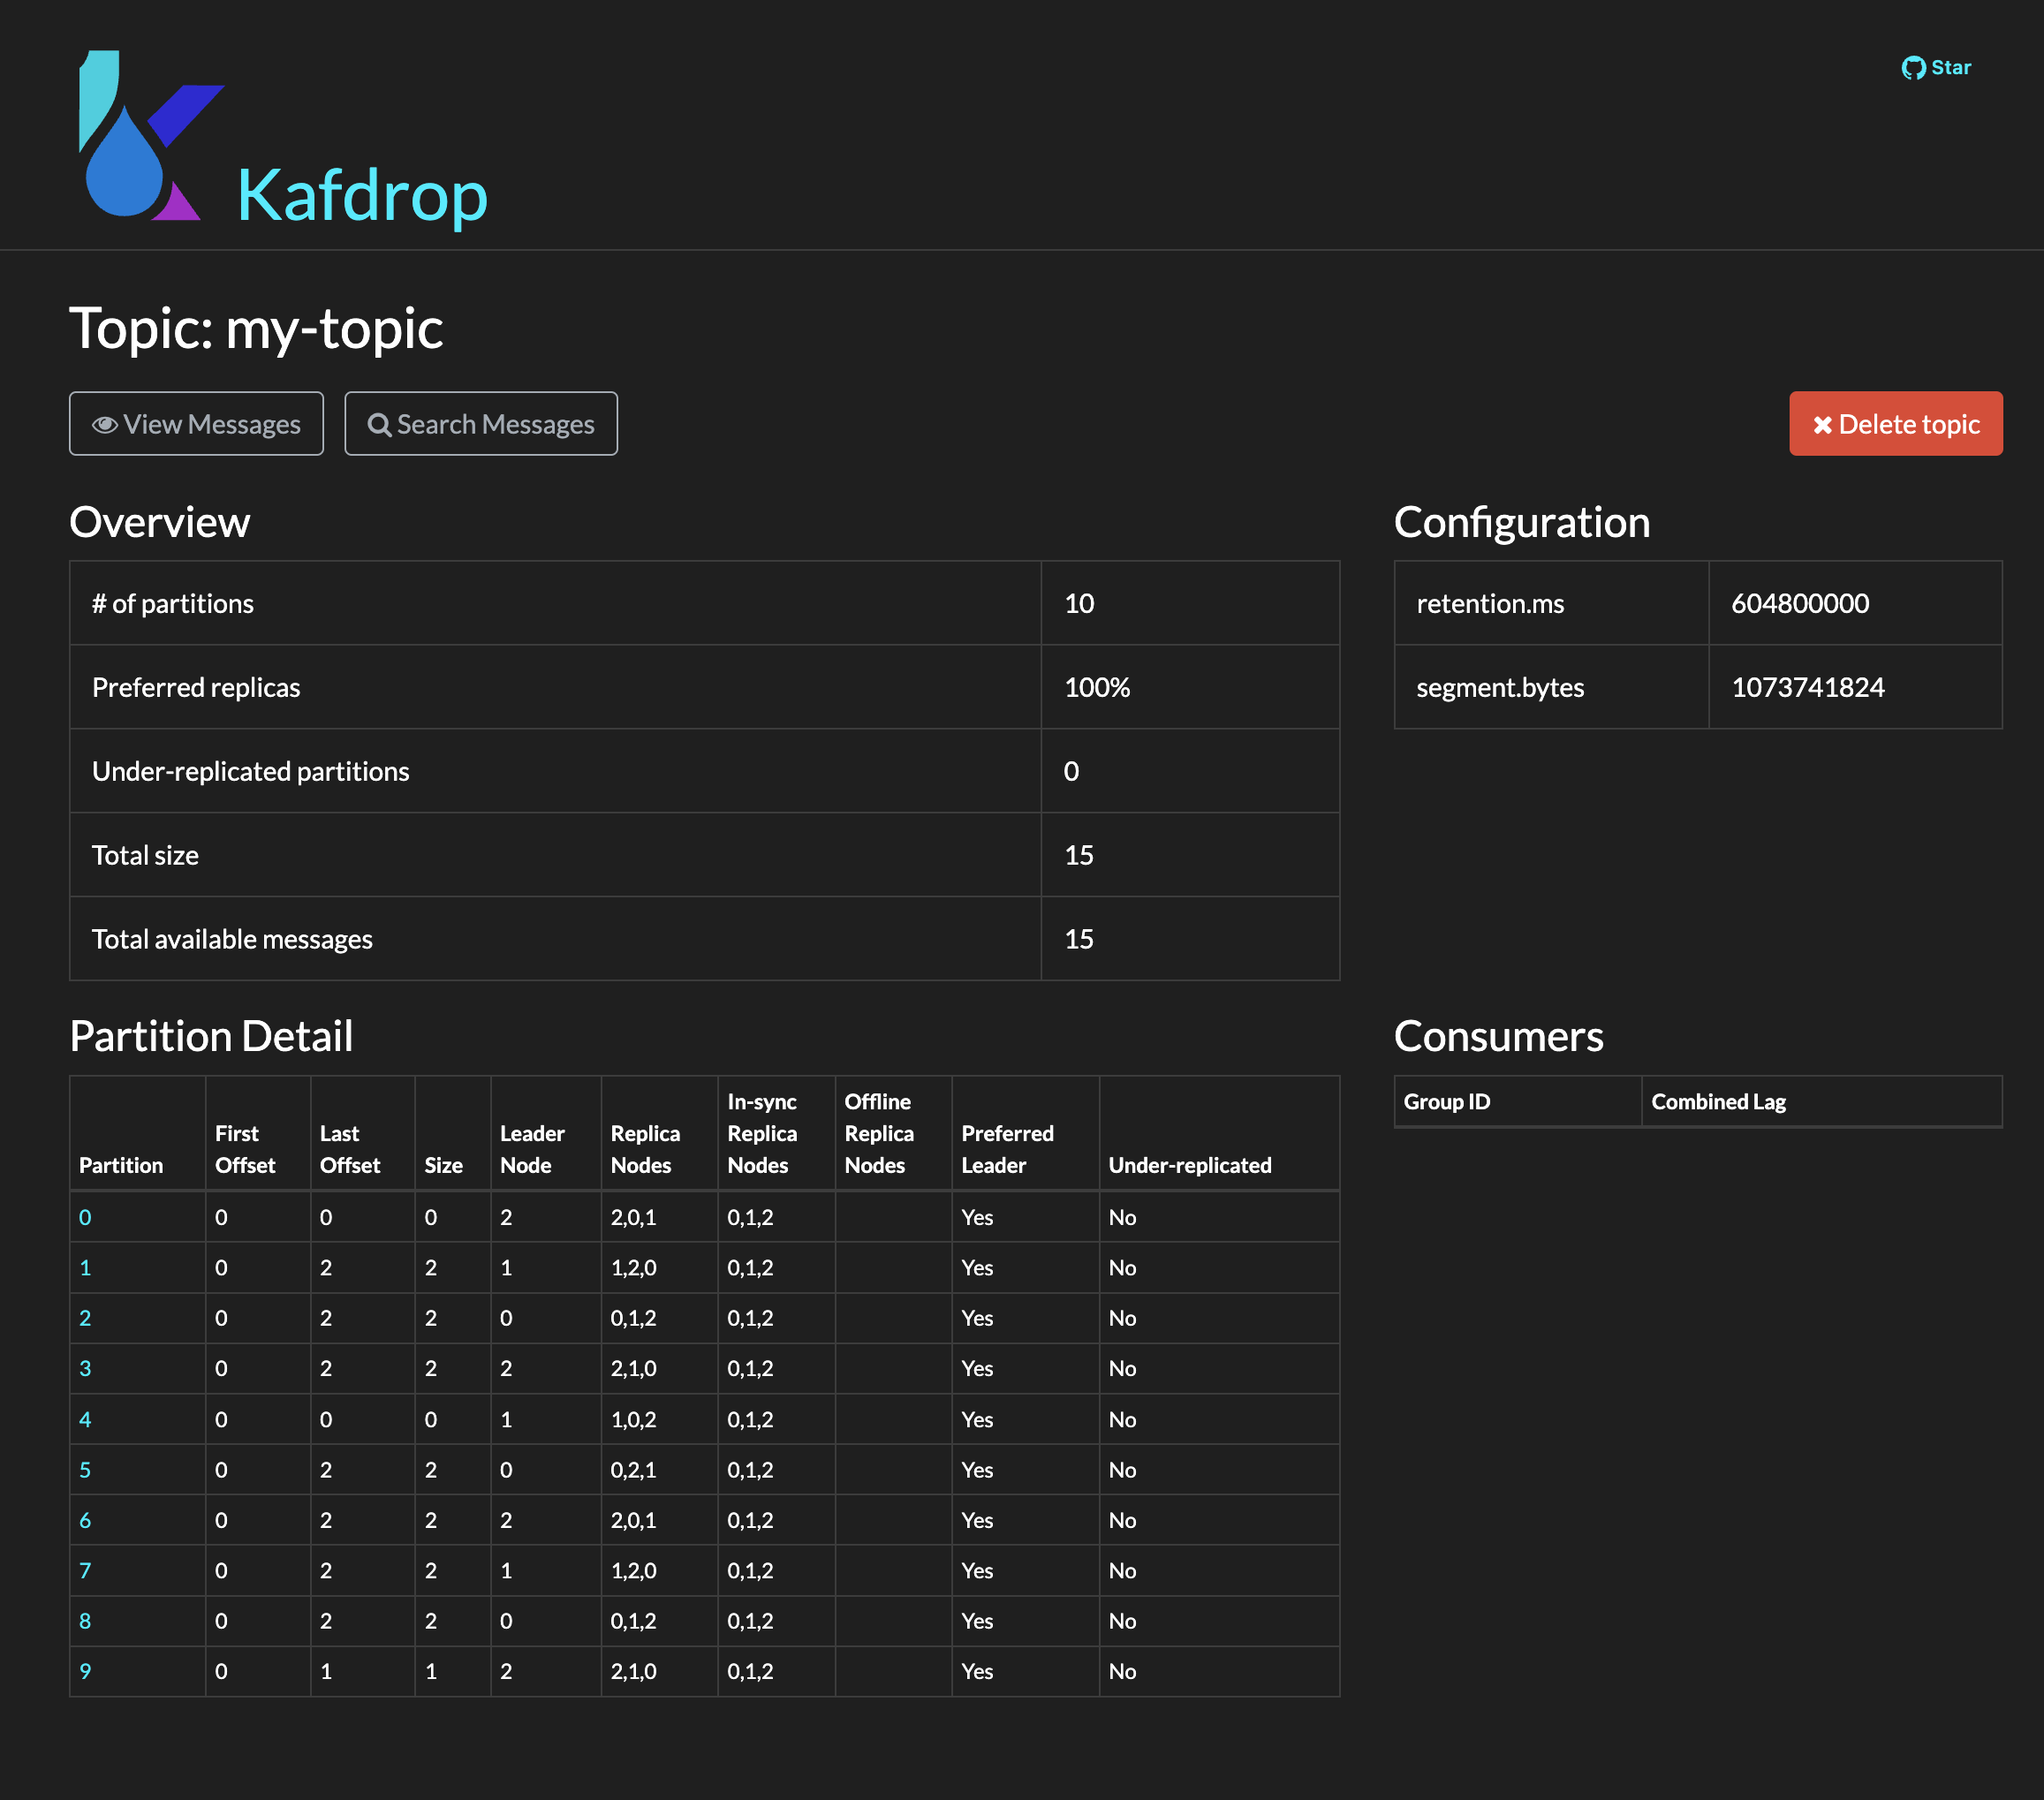 Star
Kafdrop
Topic: my-topic
View Messages
Search Messages
Delete topic
Overview
# of partitions 10
Preferred replicas 100%
Under-replicated partitions 0
Total size 15
Total available messages 15
Configuration
retention.ms 604800000
segment.bytes 1073741824
Partition Detail
Partition First Offset Last Offset Size Leader Node Replica Nodes In-sync Replica Nodes Offline Replica Nodes Preferred Leader Under-replicated
0 0 0 0 2 2,0,1 0,1,2 Yes No
1 0 2 2 1 1,2,0 0,1,2 Yes No
2 0 2 2 0 0,1,2 0,1,2 Yes No
3 0 2 2 2 2,1,0 0,1,2 Yes No
4 0 0 0 1 1,0,2 0,1,2 Yes No
5 0 2 2 0 0,2,1 0,1,2 Yes No
6 0 2 2 2 2,0,1 0,1,2 Yes No
7 0 2 2 1 1,2,0 0,1,2 Yes No
8 0 2 2 0 0,1,2 0,1,2 Yes No
9 0 1 1 2 2,1,0 0,1,2 Yes No
Consumers
Group ID Combined Lag